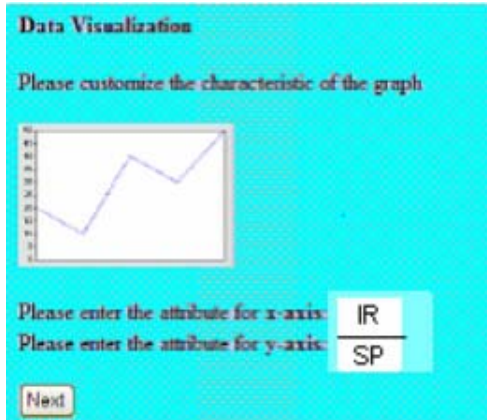 Data Visualization
Please customize the characteristic of the graph
Please enter the attribute for x-axis:
IR
Please enter the attribute for y-axis:
SP
Next